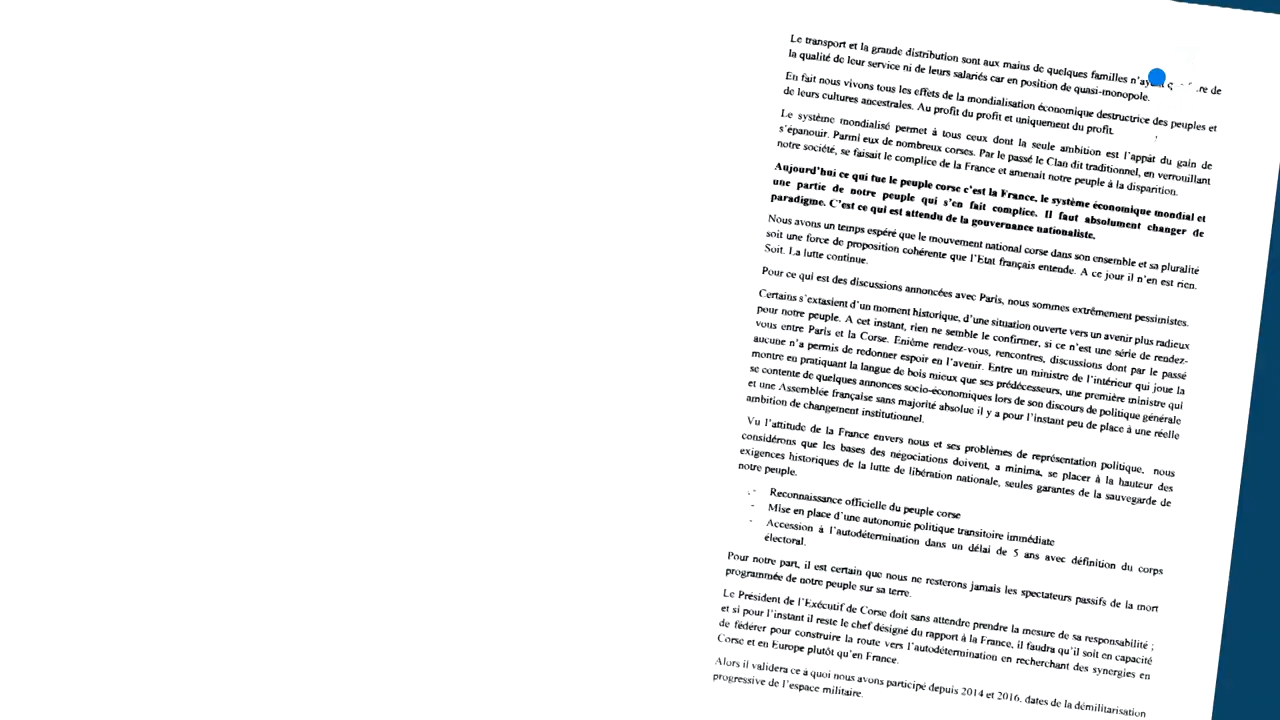 Le transport et la grande distribution sont aux mains de quelques familles de
la qualité de leur service ni de leurs salariés car en position de quasi-monopole.
En fait nous vivons tous les effets de la mondialisation économique destructrice des peuples et
de leurs cultures ancestrales. Au profit du profit et uniquement du profit.
Le système mondialisé permet à tous ceux dont la seule ambition est l'appât du gain de
s'épanouir. Parmi eux de nombreux corses. Par le passé le Clan dit traditionnel, en verrouillant
notre société, se faisait le complice de la France et amenait notre peuple à la disparition.
Aujourd'hui ce qui tue le peuple corse c'est la France, le système économique mondial et
une partie de notre peuple qui s'en fait complice. Il faut absolument changer de
paradigme. C'est ce qui est attendu de la gouvernance nationaliste.
Nous avons un temps espéré que le mouvement national corse dans son ensemble et sa pluralité
soit une force de proposition cohérente que l'Etat français entende. A ce jour il n'en est rien.
Soit. La lutte continue.
Pour ce qui est des discussions annoncées avec Paris, nous sommes extrêmement pessimistes.
Certains s'extasient d'un moment historique, d'une situation ouverte vers un avenir plus radieux
pour notre peuple. A cet instant, rien ne semble le confirmer, si ce n'est une série de rendez-
vous entre Paris et la Corse. Enième rendez-vous, rencontres, discussions dont par le passé
aucune n'a permis de redonner espoir en l'avenir. Entre un ministre de l'intérieur qui joue la
montre en pratiquant la langue de bois mieux que ses prédécesseurs, une première ministre qui
se contente de quelques annonces socio-économiques lors de son discours de politique générale
et une Assemblée française sans majorité absolue il y a pour l'instant peu de place à une réelle
ambition de changement institutionnel.
Vu l'attitude de la France envers nous et ses problèmes de représentation politique, nous
considérons que les bases des négociations doivent, a minima, se placer à la hauteur des
exigences historiques de la lutte de libération nationale, seules garantes de la sauvegarde de
notre peuple.
- Reconnaissance officielle du peuple corse
- Mise en place d'une autonomie politique transitoire immédiate
- Accession à l'autodétermination dans un délai de 5 ans avec définition du corps
électoral.
Pour notre part, il est certain que nous ne resterons jamais les spectateurs passifs de la mort
programmée de notre peuple sur sa terre.
Le Président de l'Exécutif de Corse doit sans attendre prendre la mesure de sa responsabilité ;
et si pour l'instant il reste le chef désigné du rapport à la France, il faudra qu'il soit en capacité
de fédérer pour construire la route vers l'autodétermination en recherchant des synergies en
Corse et en Europe plutôt qu'en France.
Alors il validera ce à quoi nous avons participé depuis 2014 et 2016, dates de la démilitarisation
progressive de l'espace militaire.